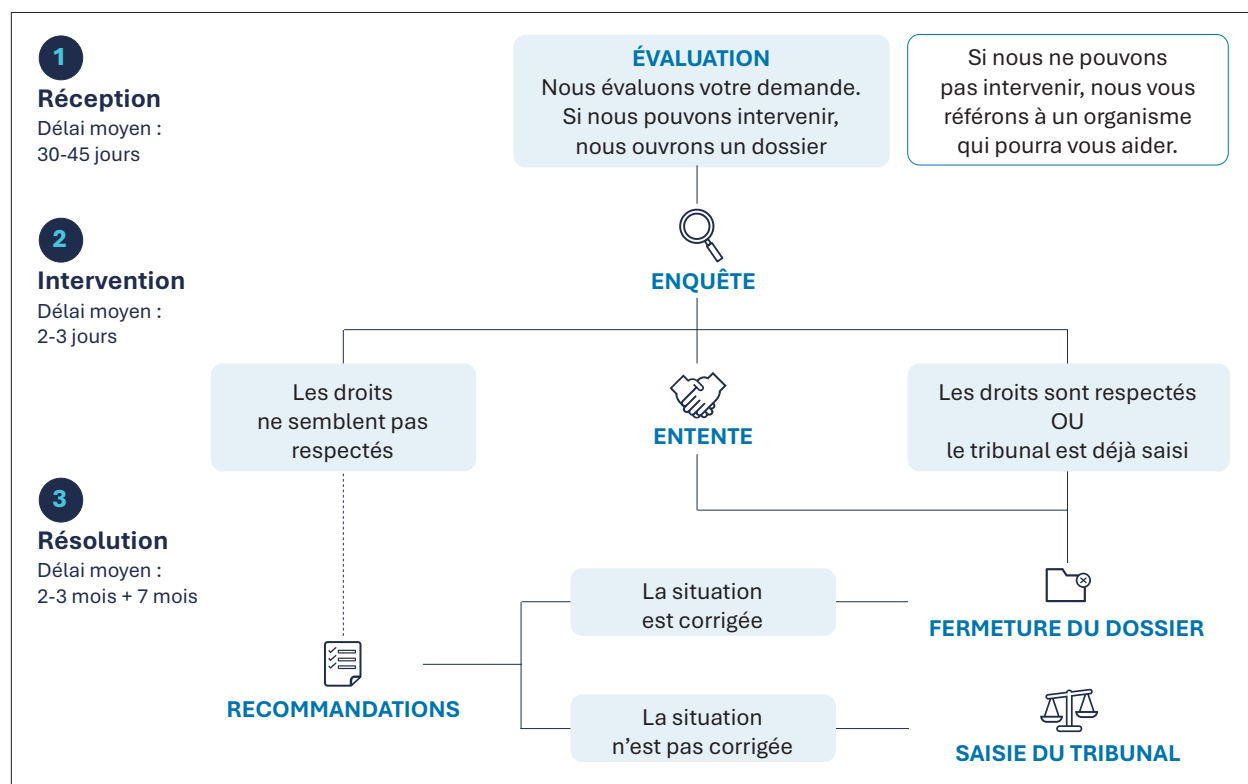 1
Réception
Délai moyen :
30-45 jours
ÉVALUATION
Nous évaluons votre demande.
Si nous pouvons intervenir,
nous ouvrons un dossier
Si nous ne pouvons
pas intervenir, nous vous
référons à un organisme
qui pourra vous aider.
2
Intervention
Délai moyen :
2-3 jours
ENQUÊTE
Les droits
ne semblent pas
respectés
ENTENTE
Les droits sont respectés
OU
le tribunal est déjà saisi
3
Résolution
Délai moyen :
2-3 mois + 7 mois
La situation
est corrigée
FERMETURE DU DOSSIER
RECOMMANDATIONS
La situation
n’est pas corrigée
SAISIE DU TRIBUNAL